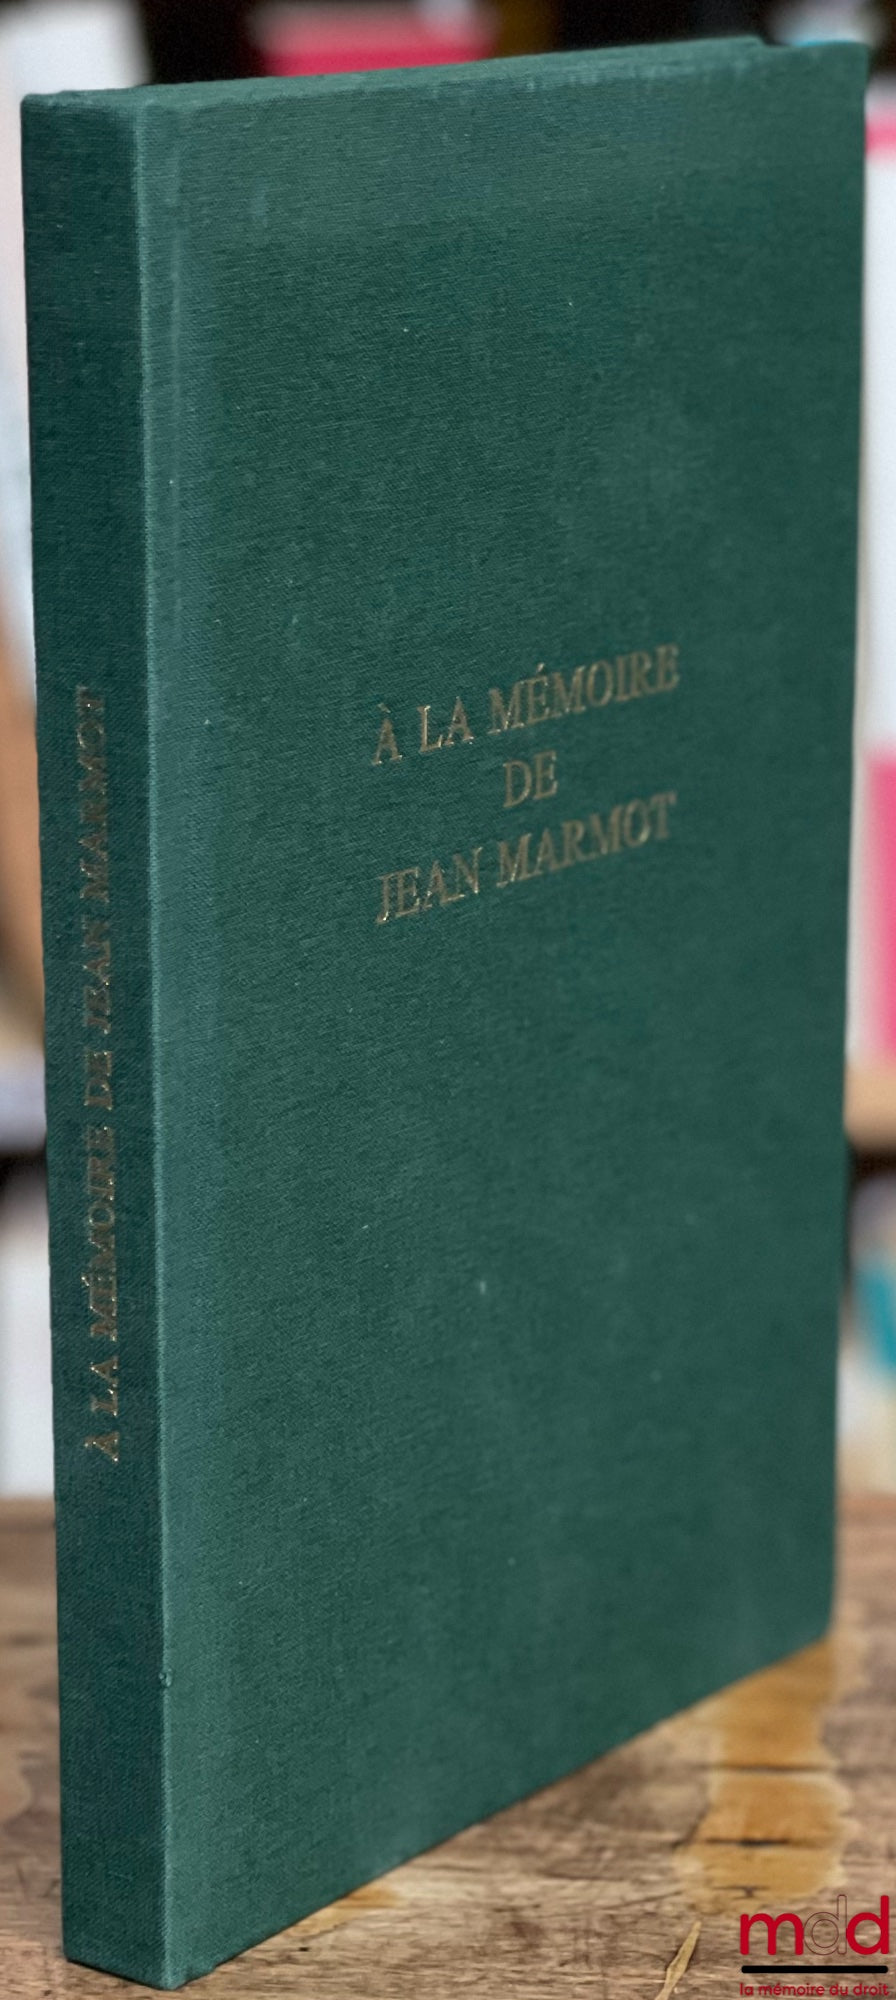 À LA MÉMOIRE
DE
JEAN MARMOT
À LA MÉMOIRE DE JEAN MARMOT
mdd
la mémoire du droit